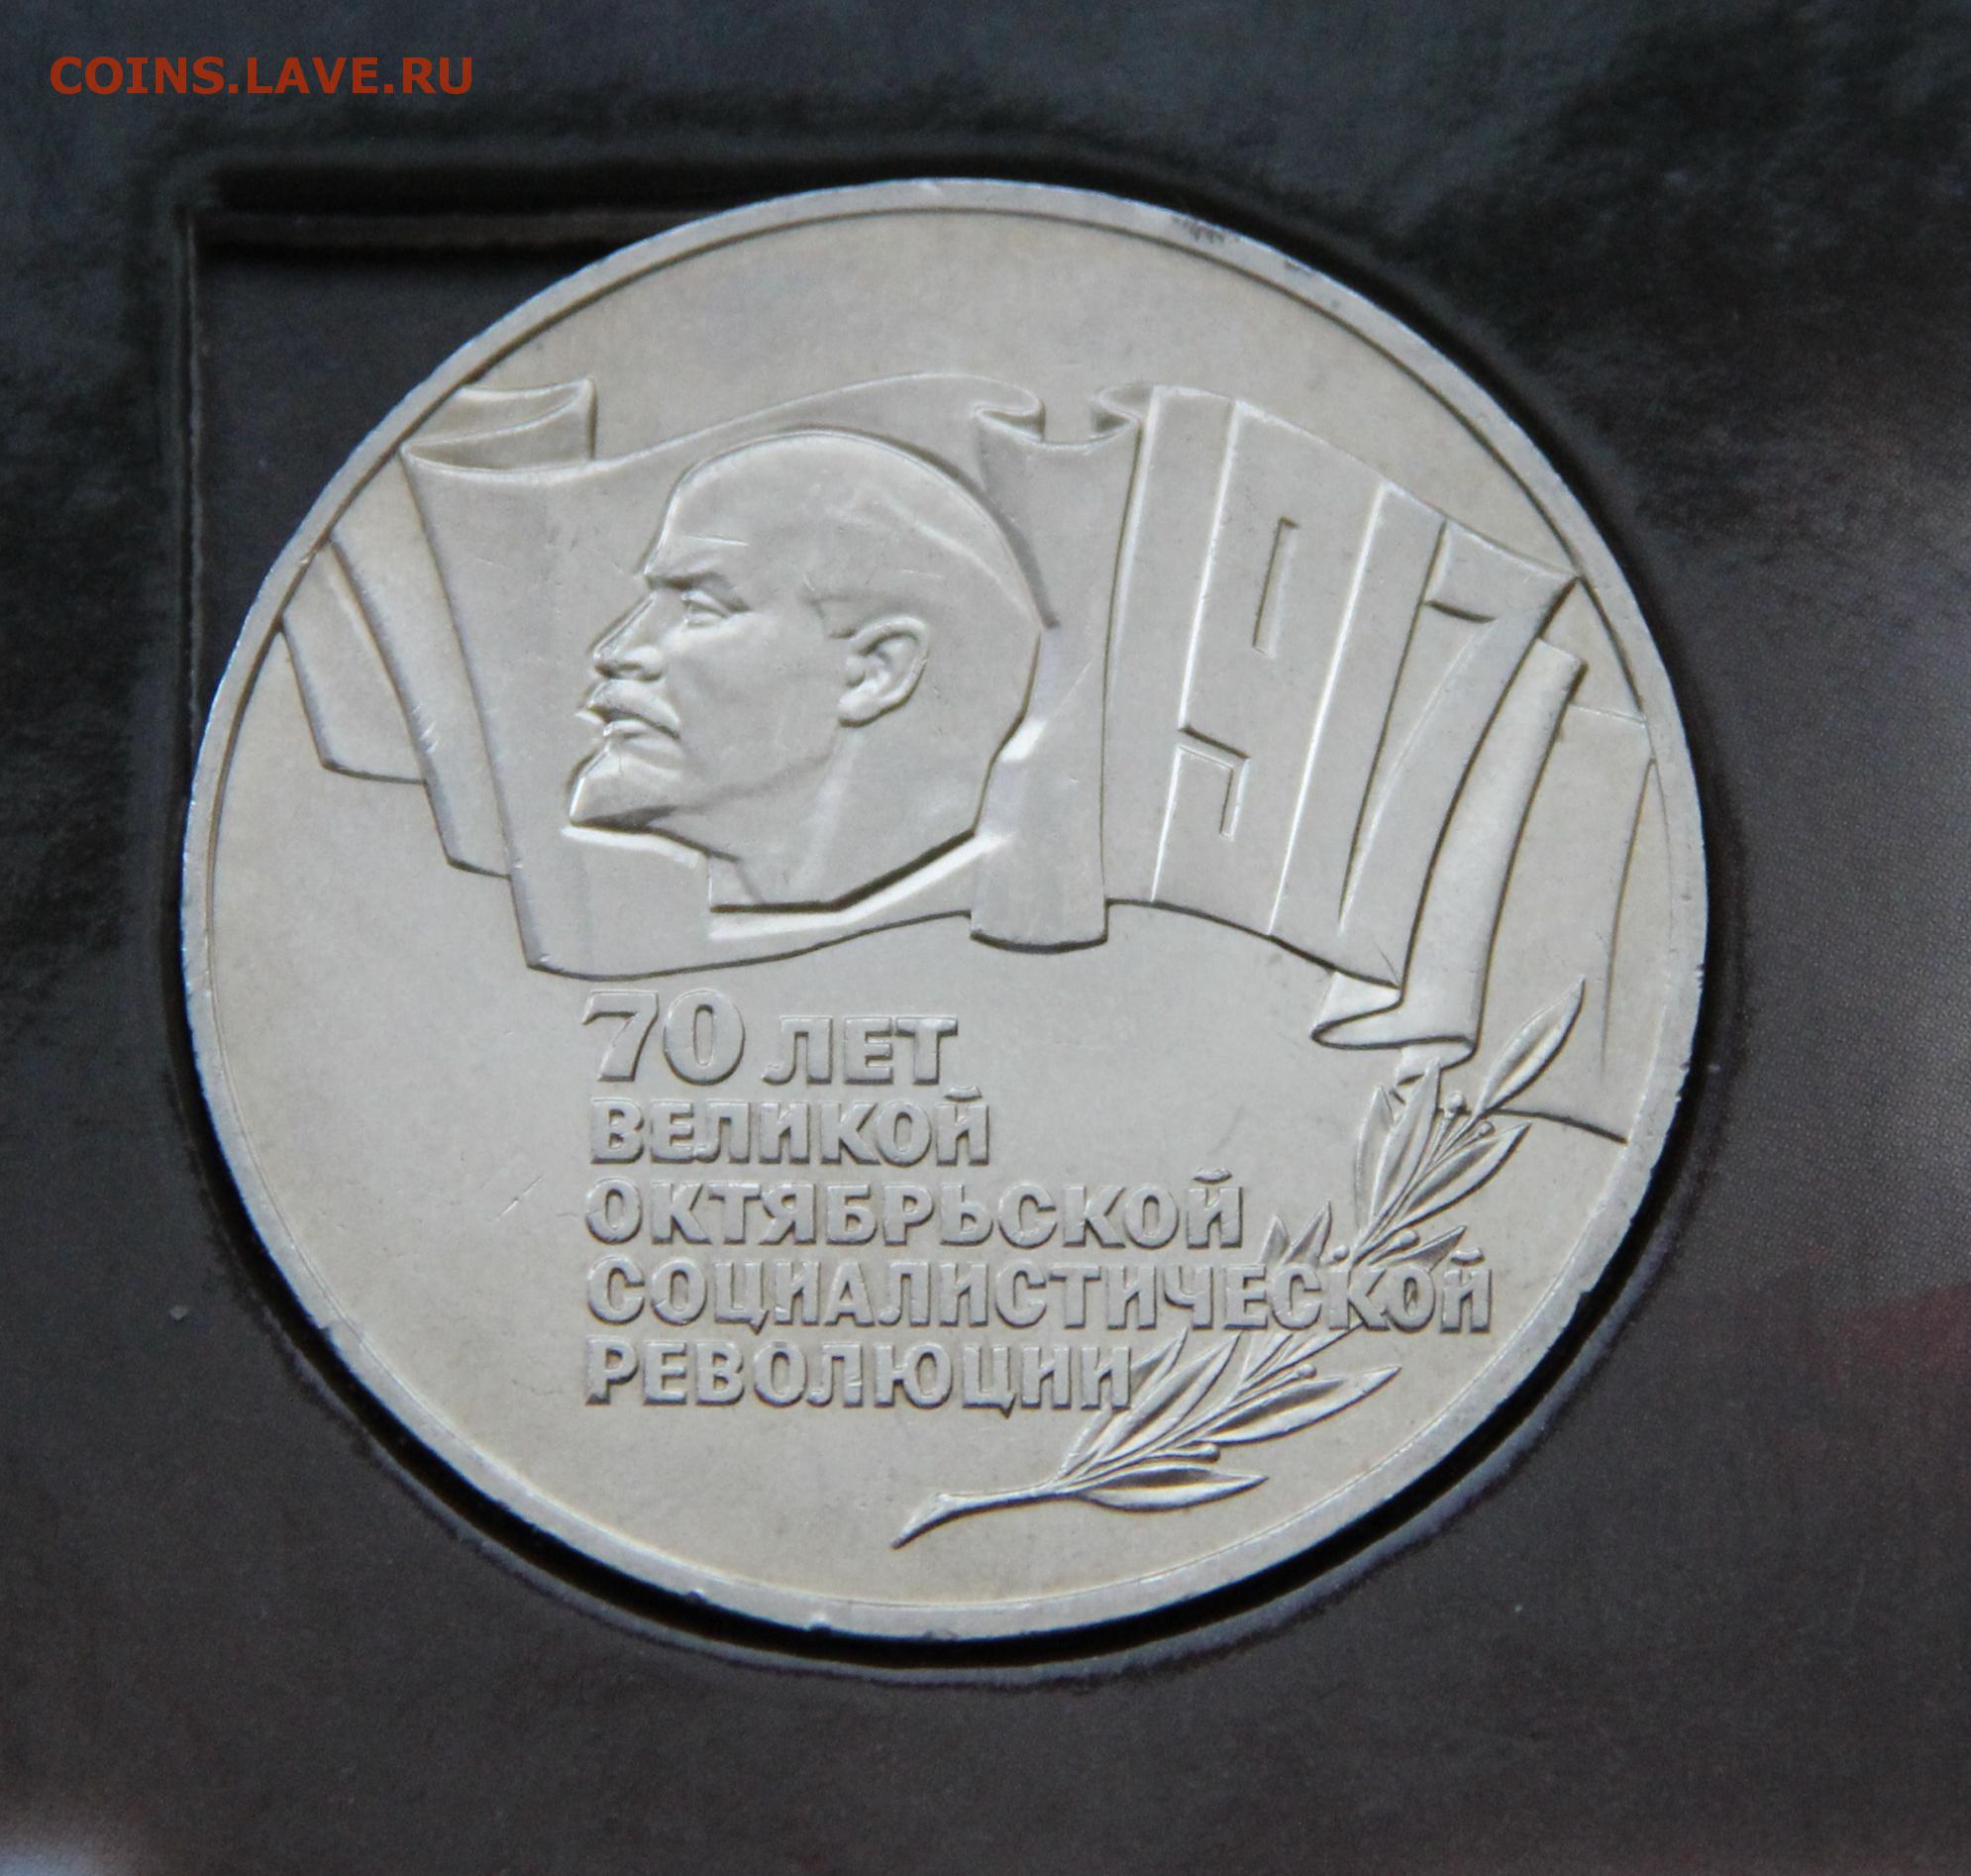 COINS.LAVE.RU
1917
70 ЛЕТ
ВЕЛИКОЙ
ОКТЯБРЬСКОЙ
СОЦИАЛИСТИЧЕСКОЙ
РЕВОЛЮЦИИ